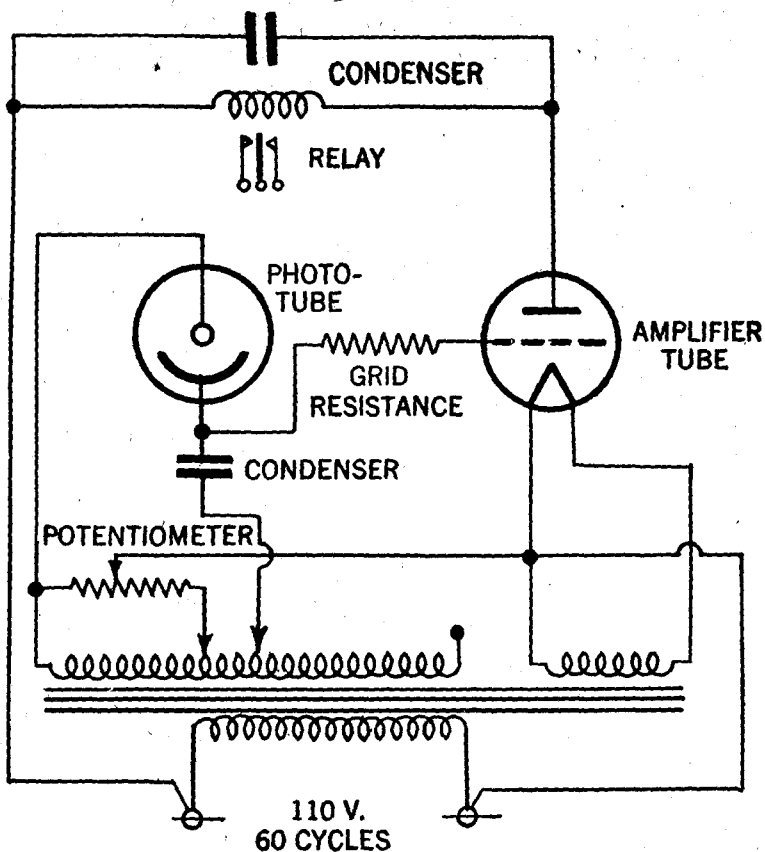 CONDENSER
RELAY
PHOTO-
TUBE
AMPLIFIER
TUBE
GRID
RESISTANCE
CONDENSER
POTENTIOMETER
110 V.
60 CYCLES